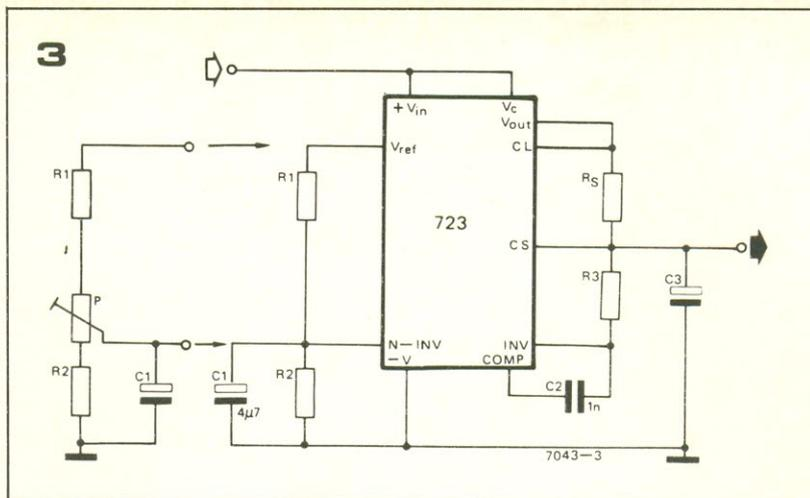 3
+ Vin
Vc
Vout
Vref
CL
R1
R1
RS
723
CS
R3
C3
P
N–INV
INV
–V
COMP
R2
C1
C1
4µ7
R2
C2
1n
7043–3